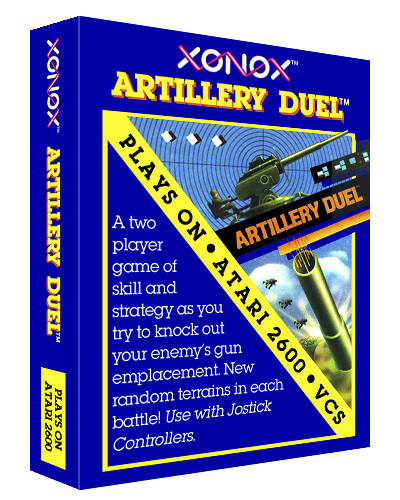 XONOX™
ARTILLERY DUEL™
PLAYS ON • ATARI 2600 • VCS
ARTILLERY DUEL
A two
player
game of
skill and
strategy as you
try to knock out
your enemy's gun
emplacement. New
random terrains in each
battle! Use with Jostick
Controllers.
XONOX™
ARTILLERY DUEL™
PLAYS ON
ATARI 2600